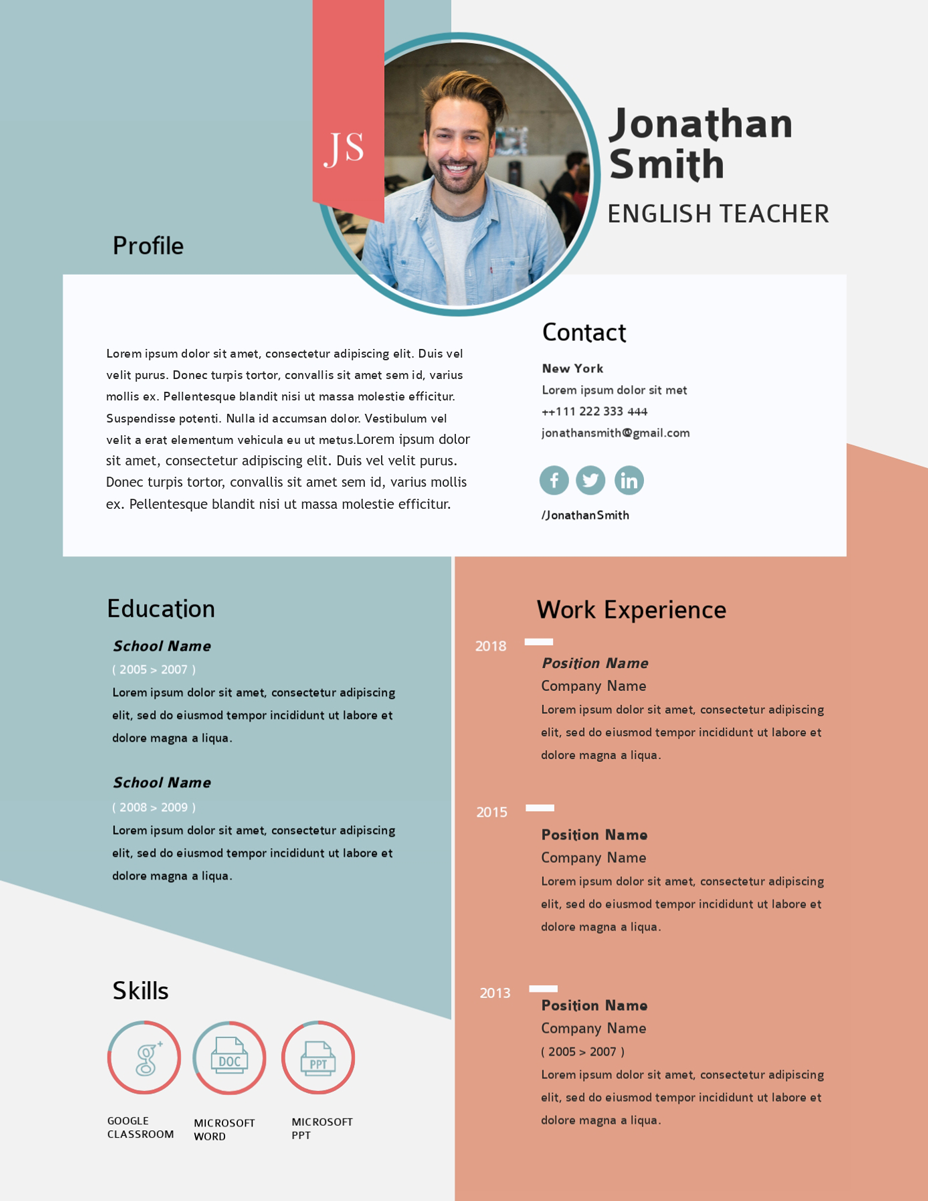 JS
Jonathan
Smith
ENGLISH TEACHER
Profile
Lorem ipsum dolor sit amet, consectetur adipiscing elit. Duis vel
velit purus. Donec turpis tortor, convallis sit amet sem id, varius
mollis ex. Pellentesque blandit nisi ut massa molestie efficitur.
Suspendisse potenti. Nulla id accumsan dolor. Vestibulum vel
velit a erat elementum vehicula eu ut metus.Lorem ipsum dolor
sit amet, consectetur adipiscing elit. Duis vel velit purus.
Donec turpis tortor, convallis sit amet sem id, varius mollis
ex. Pellentesque blandit nisi ut massa molestie efficitur.
Contact
New York
Lorem ipsum dolor sit met
++111 222 333 444
jonathansmith@gmail.com
f in
/JonathanSmith
Education
School Name
( 2005 > 2007 )
Lorem ipsum dolor sit amet, consectetur adipiscing
elit, sed do eiusmod tempor incididunt ut labore et
dolore magna a liqua.
School Name
( 2008 > 2009 )
Lorem ipsum dolor sit amet, consectetur adipiscing
elit, sed do eiusmod tempor incididunt ut labore et
dolore magna a liqua.
Skills
g+ DOC PPT
GOOGLE
CLASSROOM
MICROSOFT
WORD
MICROSOFT
PPT
Work Experience
2018
Position Name
Company Name
Lorem ipsum dolor sit amet, consectetur adipiscing
elit, sed do eiusmod tempor incididunt ut labore et
dolore magna a liqua.
2015
Position Name
Company Name
Lorem ipsum dolor sit amet, consectetur adipiscing
elit, sed do eiusmod tempor incididunt ut labore et
dolore magna a liqua.
2013
Position Name
Company Name
( 2005 > 2007 )
Lorem ipsum dolor sit amet, consectetur adipiscing
elit, sed do eiusmod tempor incididunt ut labore et
dolore magna a liqua.